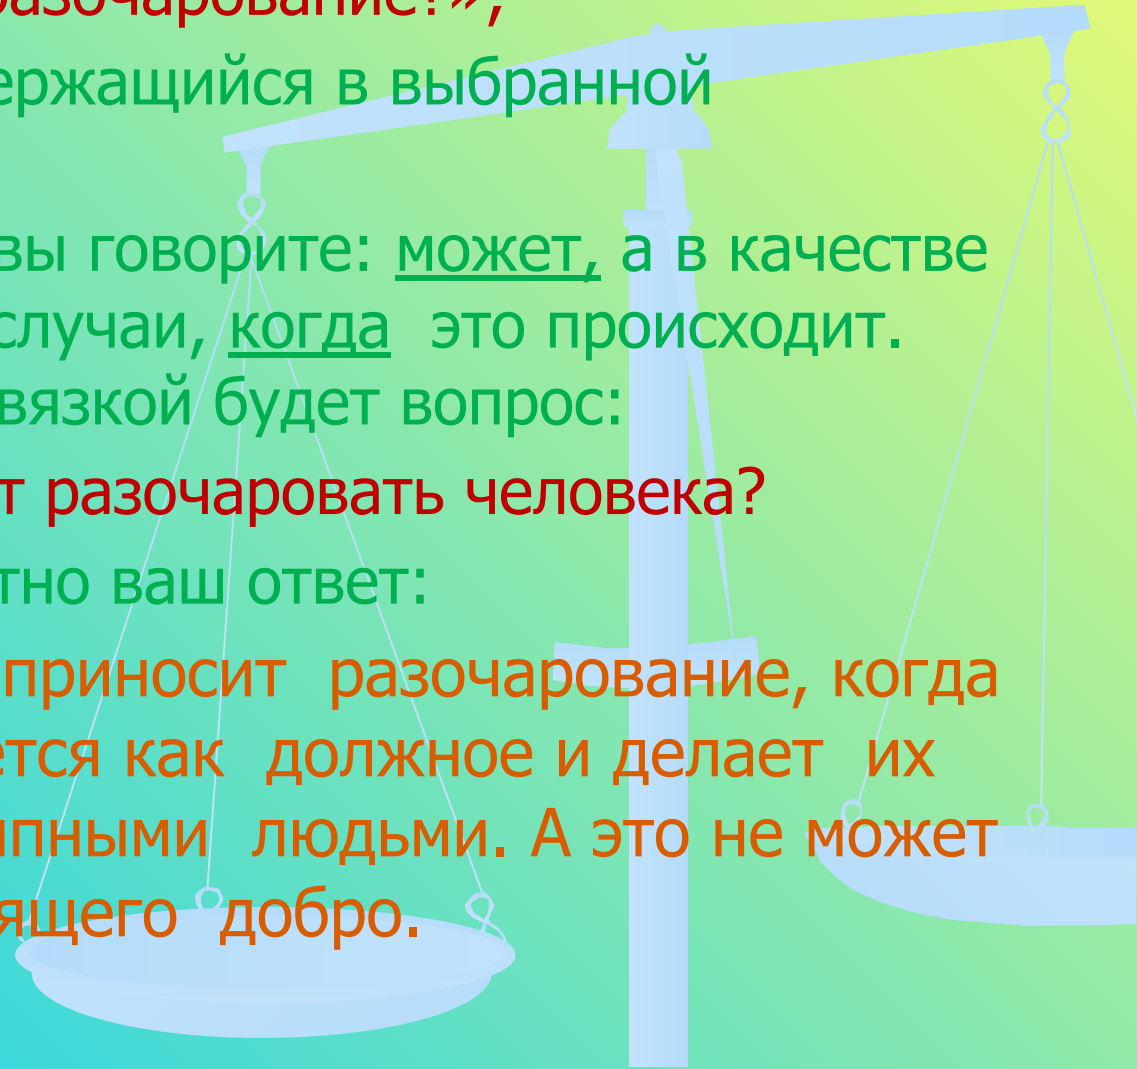 разочарование?»,
ержащийся в выбранной
вы говорите: может, а в качестве
случаи, когда это происходит.
вязкой будет вопрос:
т разочаровать человека?
тно ваш ответ:
приносит разочарование, когда
ется как должное и делает их
ипными людьми. А это не может
ящего добро.